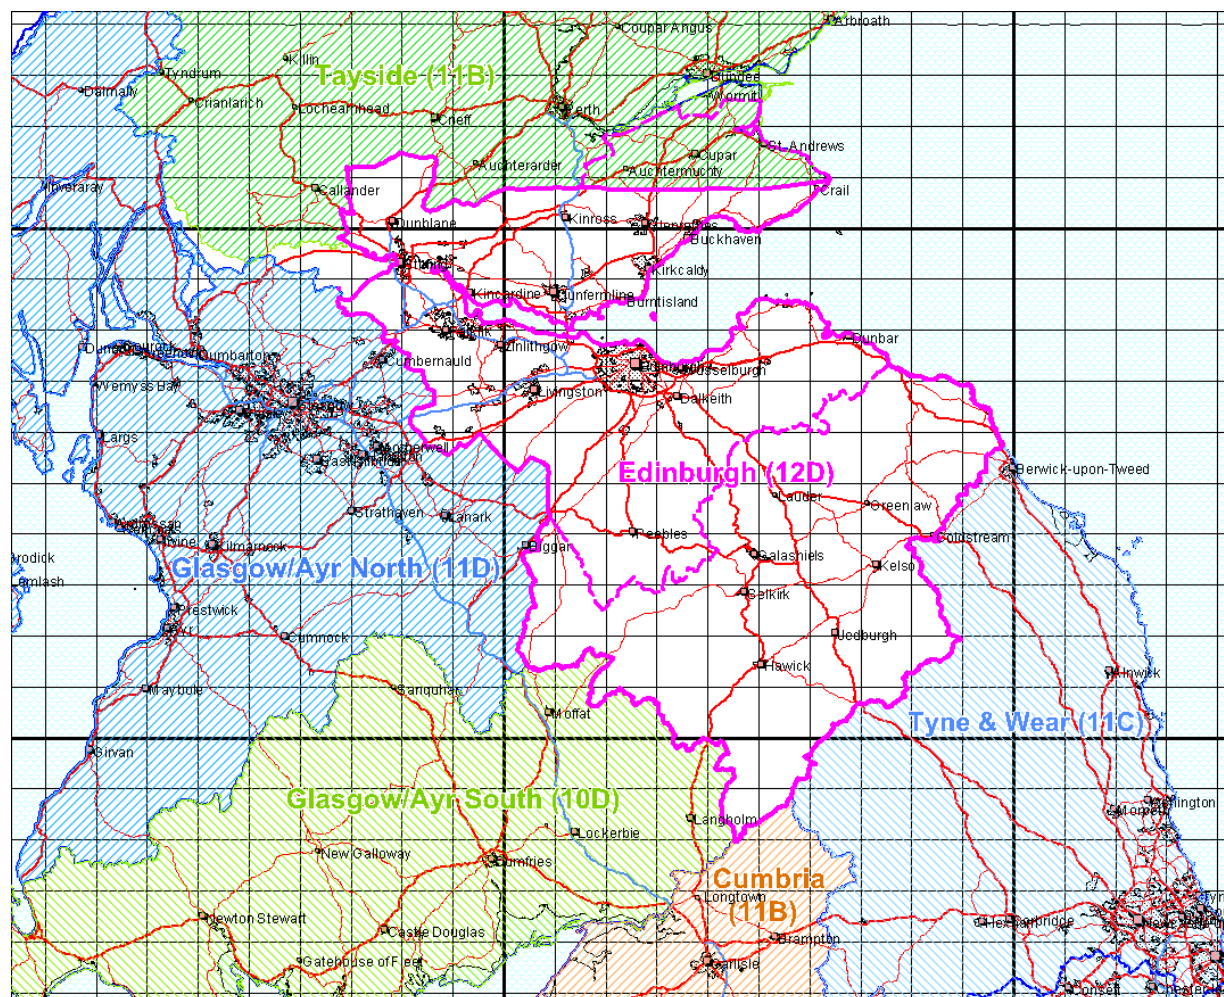 Arbroath
Coupar Angus
Killin
Tyndrum
Tayside (11B)
Dundee
Dalmally
Crianlarich
Wormit
Lochearnhead
Perth
Crieff
St. Andrews
Cupar
Auchterarder
Auchtermuchty
Inveraray
Callander
Crail
Dunblane
Kinross
Buckhaven
Kirkcaldy
Kincardine
Dunfermline
Burntisland
Linlithgow
Dunbar
Dumbarton
Cumbernauld
Musselburgh
Wemyss Bay
Livingston
Dalkeith
Largs
Motherwell
Edinburgh (12D)
Berwick-upon-Tweed
Lauder
Greenlaw
Strathaven
Lanark
Peebles
Coldstream
Kilmarnock
Biggar
Galashiels
Glasgow/Ayr North (11D)
Kelso
Selkirk
Prestwick
Cumnock
Jedburgh
Hawick
Alnwick
Maybole
Sanquhar
Moffat
Tyne & Wear (11C)
Girvan
Glasgow/Ayr South (10D)
Langholm
Morpeth
Lockerbie
New Galloway
Dumfries
Cumbria
(11B)
Longtown
Newton Stewart
Hexham
Corbridge
Castle Douglas
Brampton
Gatehouse of Fleet
Carlisle
Consett